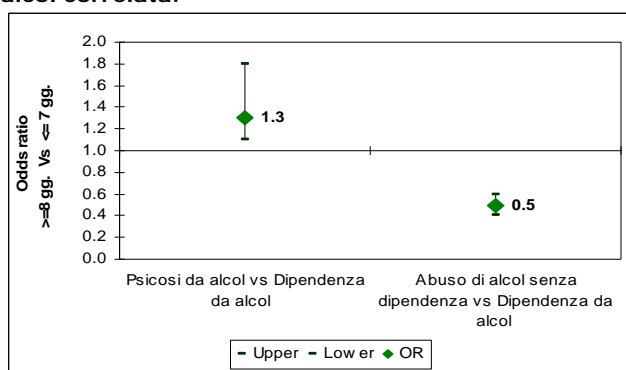 alcol correlata.
Odds ratio
>=8 gg. Vs <= 7 gg.
2.0
1.8
1.6
1.4
1.2
1.0
0.8
0.6
0.4
0.2
0.0
1.3
0.5
Psicosi da alcol vs Dipendenza
da alcol
Abuso di alcol senza
dipendenza vs Dipendenza da
alcol
Upper Lower OR